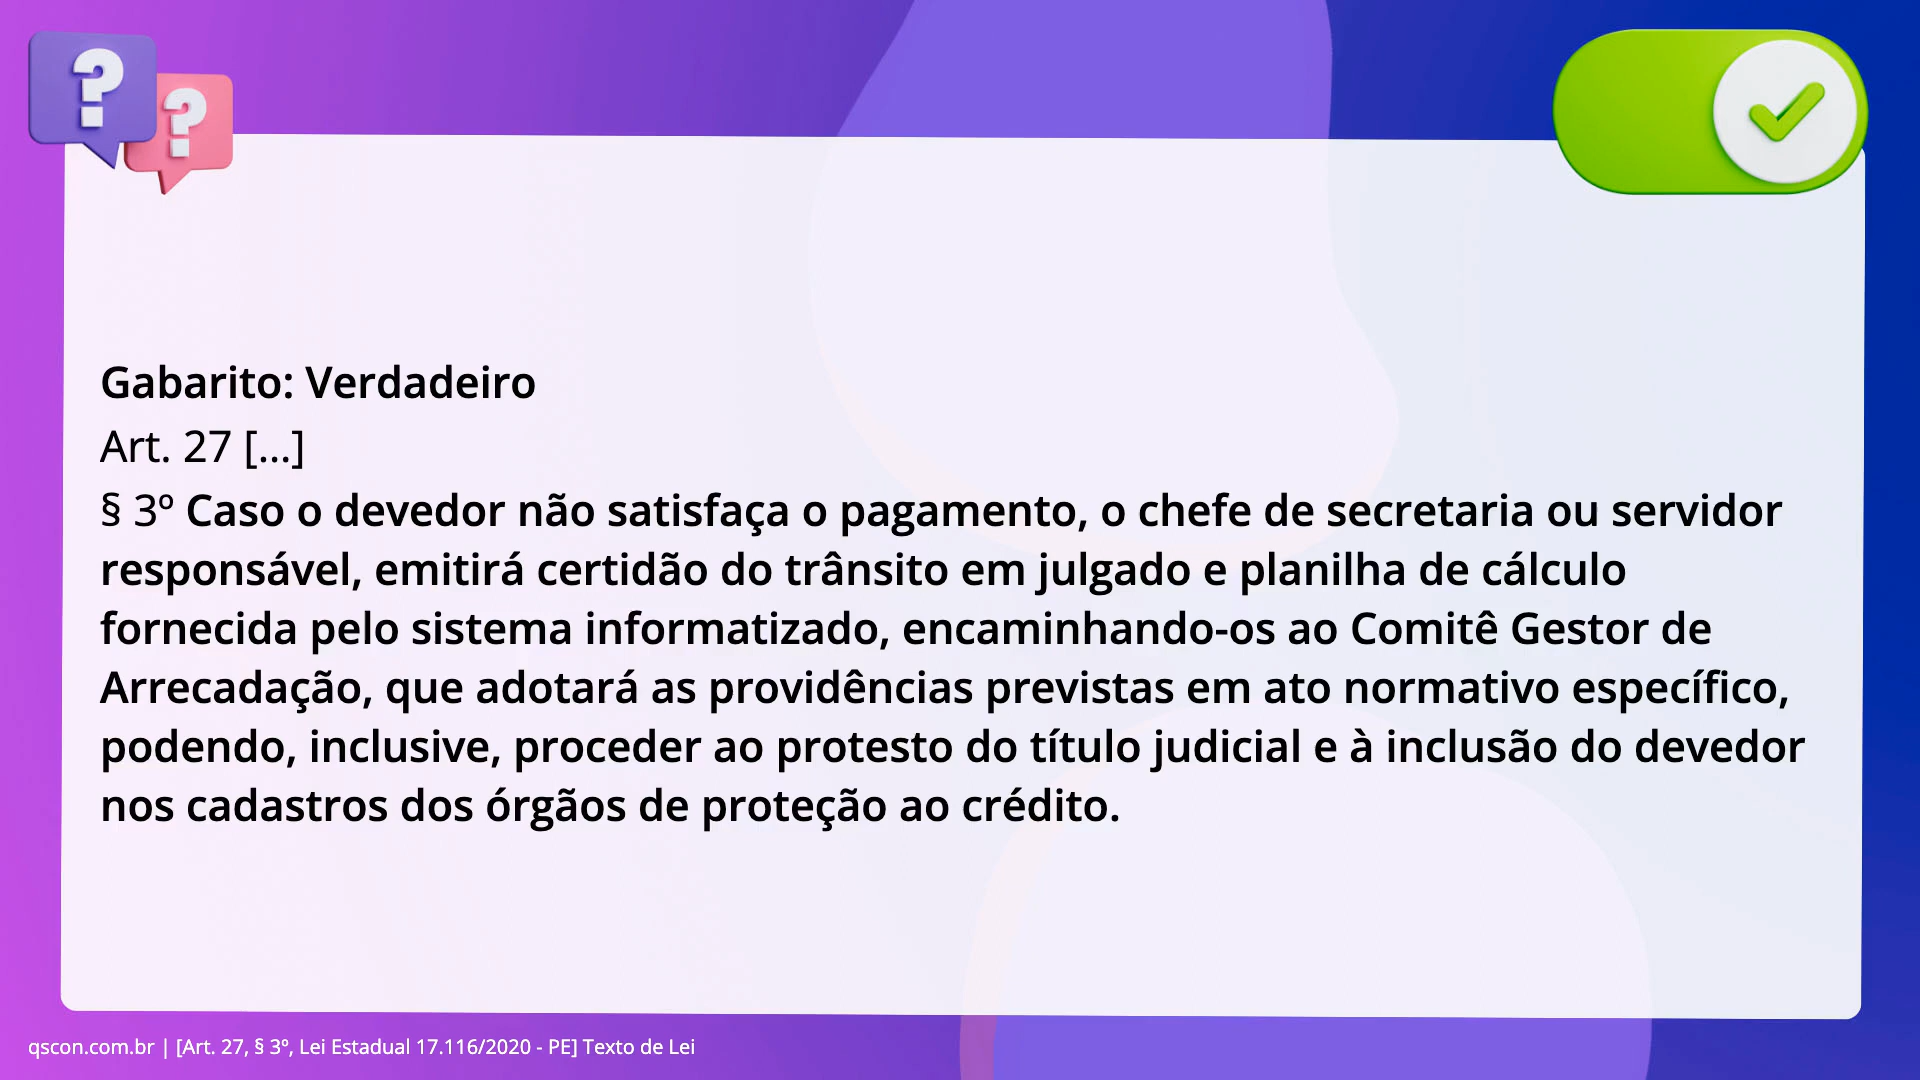 ?
?
Gabarito: Verdadeiro
Art. 27 [...]
§ 3º Caso o devedor não satisfaça o pagamento, o chefe de secretaria ou servidor
responsável, emitirá certidão do trânsito em julgado e planilha de cálculo
fornecida pelo sistema informatizado, encaminhando-os ao Comitê Gestor de
Arrecadação, que adotará as providências previstas em ato normativo específico,
podendo, inclusive, proceder ao protesto do título judicial e à inclusão do devedor
nos cadastros dos órgãos de proteção ao crédito.
qscon.com.br | [Art. 27, § 3º, Lei Estadual 17.116/2020 - PE] Texto de Lei